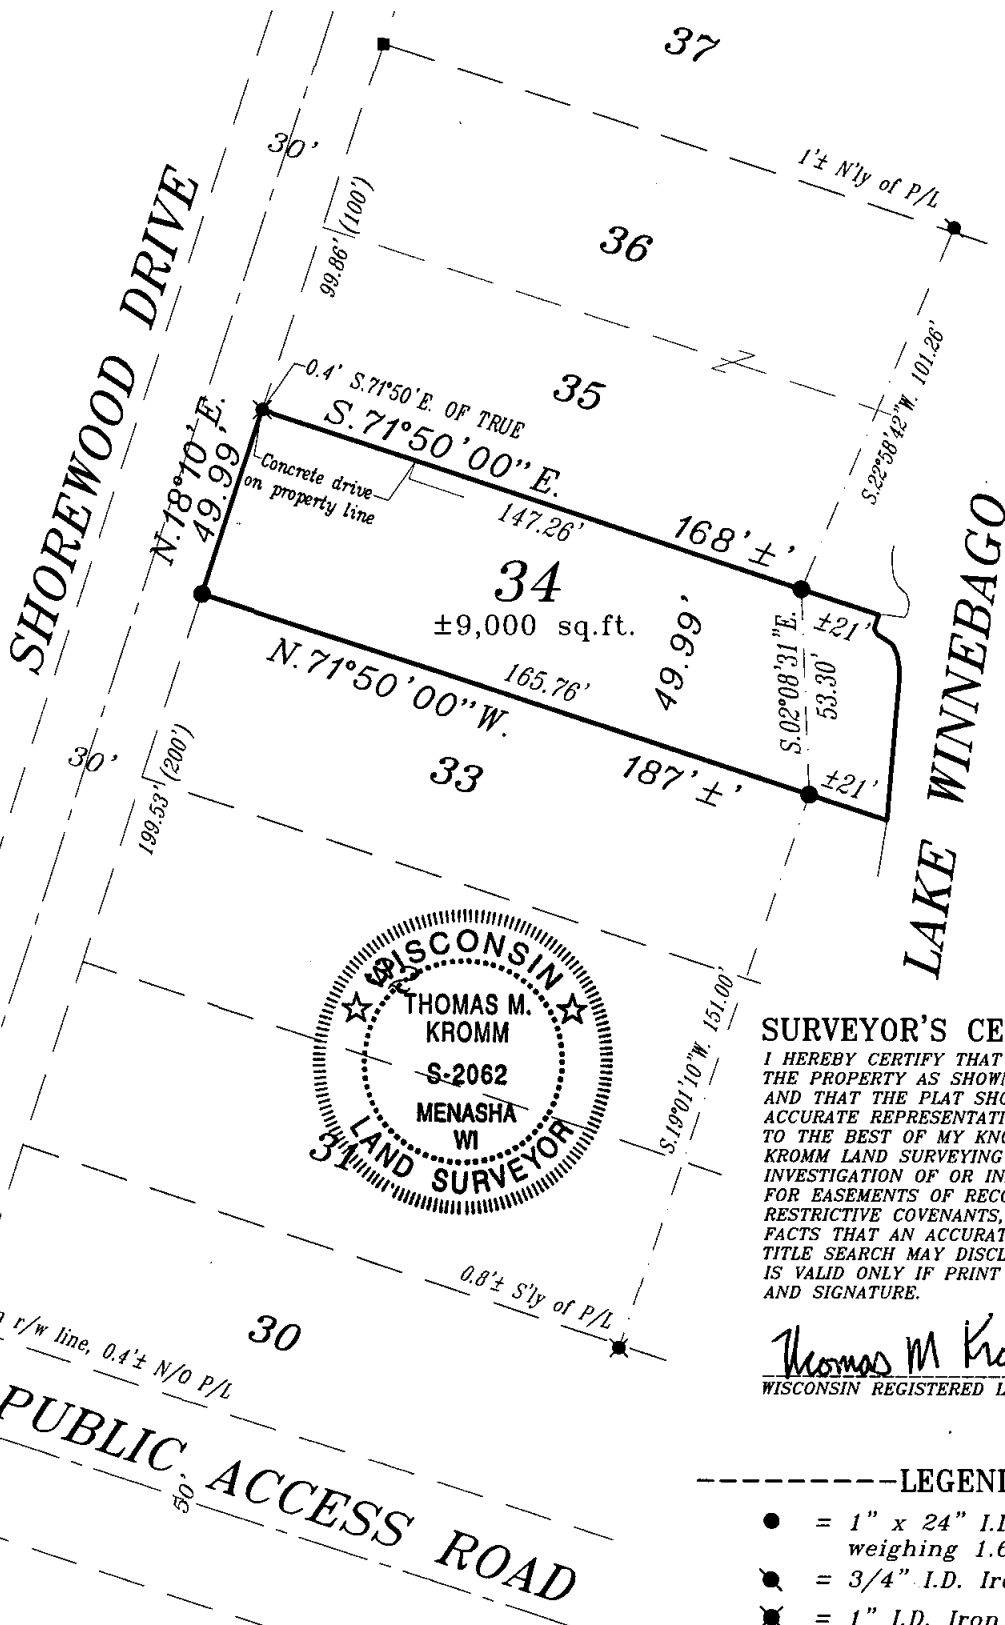 37
30'
1'± N'ly of P/L
99.86' (100')
36
SHOREWOOD DRIVE
S.22°58'42"W. 101.26'
35
0.4' S.71°50'E. OF TRUE
S.71°50'00"E.
N.18°10'E.
49.99'
Concrete drive
on property line
147.26'
168'±'
34
±9,000 sq.ft.
49.99'
S.02°08'31"E.
53.30'
±21'
LAKE WINNEBAGO
N.71°50'00"W.
165.76'
187'±'
±21'
30'
199.53' (200')
33
WISCONSIN
THOMAS M.
KROMM
S-2062
MENASHA
WI
LAND SURVEYOR
31
S.19°01'10"W. 151.00'
0.8'± S'ly of P/L
30
r/w line, 0.4'± N/O P/L
PUBLIC ACCESS ROAD
50'
SURVEYOR'S CE
I HEREBY CERTIFY THAT
THE PROPERTY AS SHOW
AND THAT THE PLAT SHO
ACCURATE REPRESENTATI
TO THE BEST OF MY KNO
KROMM LAND SURVEYING
INVESTIGATION OF OR IN
FOR EASEMENTS OF RECO
RESTRICTIVE COVENANTS,
FACTS THAT AN ACCURAT
TITLE SEARCH MAY DISCL
IS VALID ONLY IF PRINT
AND SIGNATURE.
Thomas M Kro
WISCONSIN REGISTERED L
LEGEN
= 1" x 24" I.D
weighing 1.6
= 3/4" I.D. Iro
= 1" I.D. Iron